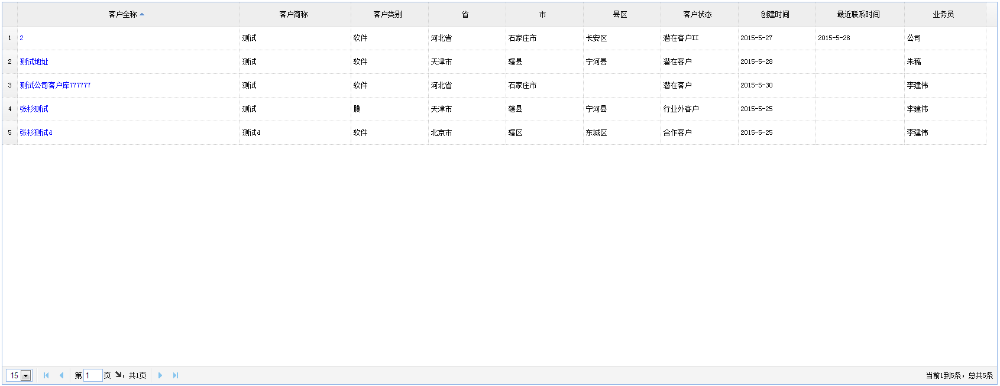 客户全称 客户简称 客户类别 省 市 县区 客户状态 创建时间 最近联系时间 业务员
1 2 测试 软件 河北省 石家庄市 长安区 潜在客户II 2015-5-27 2015-5-28 公司
2 测试地址 测试 软件 天津市 辖县 宁河县 潜在客户 2015-5-28 朱稿
3 测试公司客户库777777 测试 软件 河北省 石家庄市 潜在客户 2015-5-30 李建伟
4 张杉测试 测试 膜 天津市 辖县 宁河县 行业外客户 2015-5-25 李建伟
5 张杉测试d 测试d 软件 北京市 辖区 东城区 合作客户 2015-5-25 李建伟
15 第 1 页 ，共1页 当前1到5条，总共5条